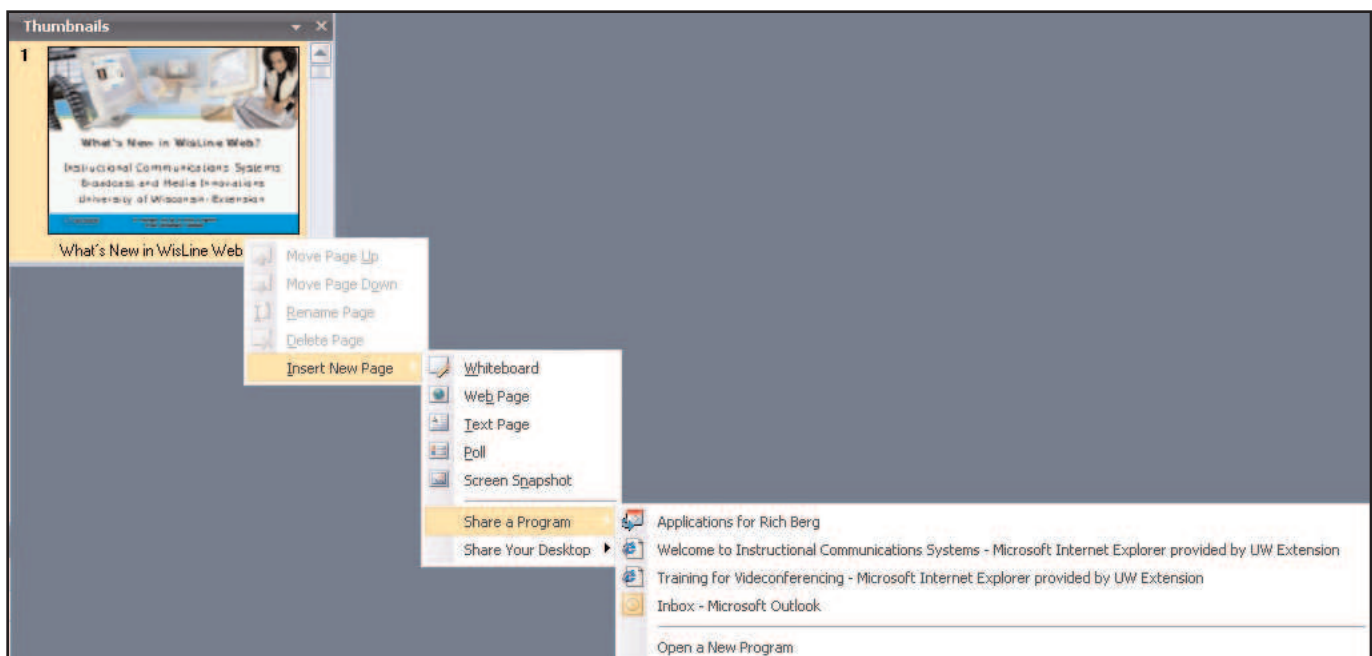 Thumbnails
1
What's New in WisLine Web?
Instructional Communications Systems
Broadcast and Media Innovations
University of Wisconsin-Extension
What's New in WisLine Web
Move Page Up
Move Page Down
Rename Page
Delete Page
Insert New Page
Whiteboard
Web Page
Text Page
Poll
Screen Snapshot
Share a Program
Share Your Desktop
Applications for Rich Berg
Welcome to Instructional Communications Systems - Microsoft Internet Explorer provided by UW Extension
Training for Videconferencing - Microsoft Internet Explorer provided by UW Extension
Inbox - Microsoft Outlook
Open a New Program